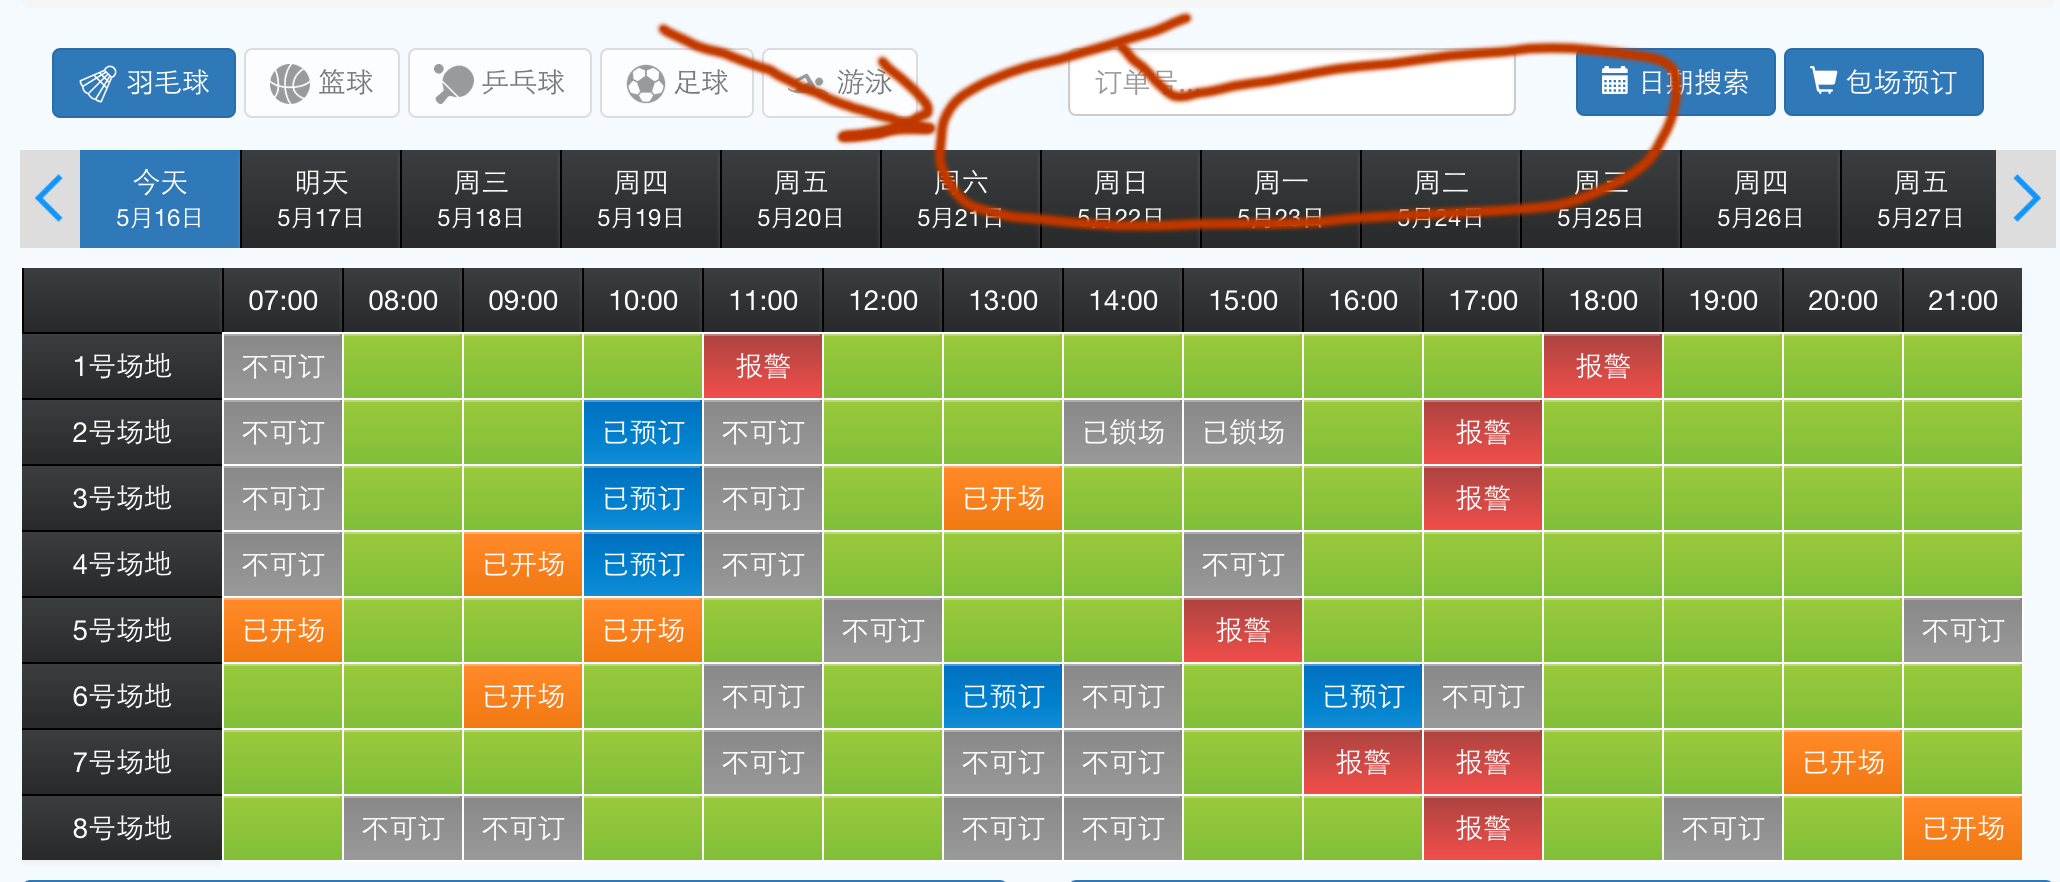 羽毛球 篮球 乒乓球 足球 游泳 订单号... 日期搜索 包场预订
今天 明天 周三 周四 周五 周六 周日 周一 周二 周三 周四 周五
5月16日 5月17日 5月18日 5月19日 5月20日 5月21日 5月22日 5月23日 5月24日 5月25日 5月26日 5月27日
07:00 08:00 09:00 10:00 11:00 12:00 13:00 14:00 15:00 16:00 17:00 18:00 19:00 20:00 21:00
1号场地 不可订 报警 报警
2号场地 不可订 已预订 不可订 已锁场 已锁场 报警
3号场地 不可订 已预订 不可订 已开场 报警
4号场地 不可订 已开场 已预订 不可订 不可订
5号场地 已开场 已开场 不可订 报警 不可订
6号场地 已开场 不可订 已预订 不可订 已预订 不可订
7号场地 不可订 不可订 不可订 报警 报警 已开场
8号场地 不可订 不可订 不可订 不可订 报警 不可订 已开场